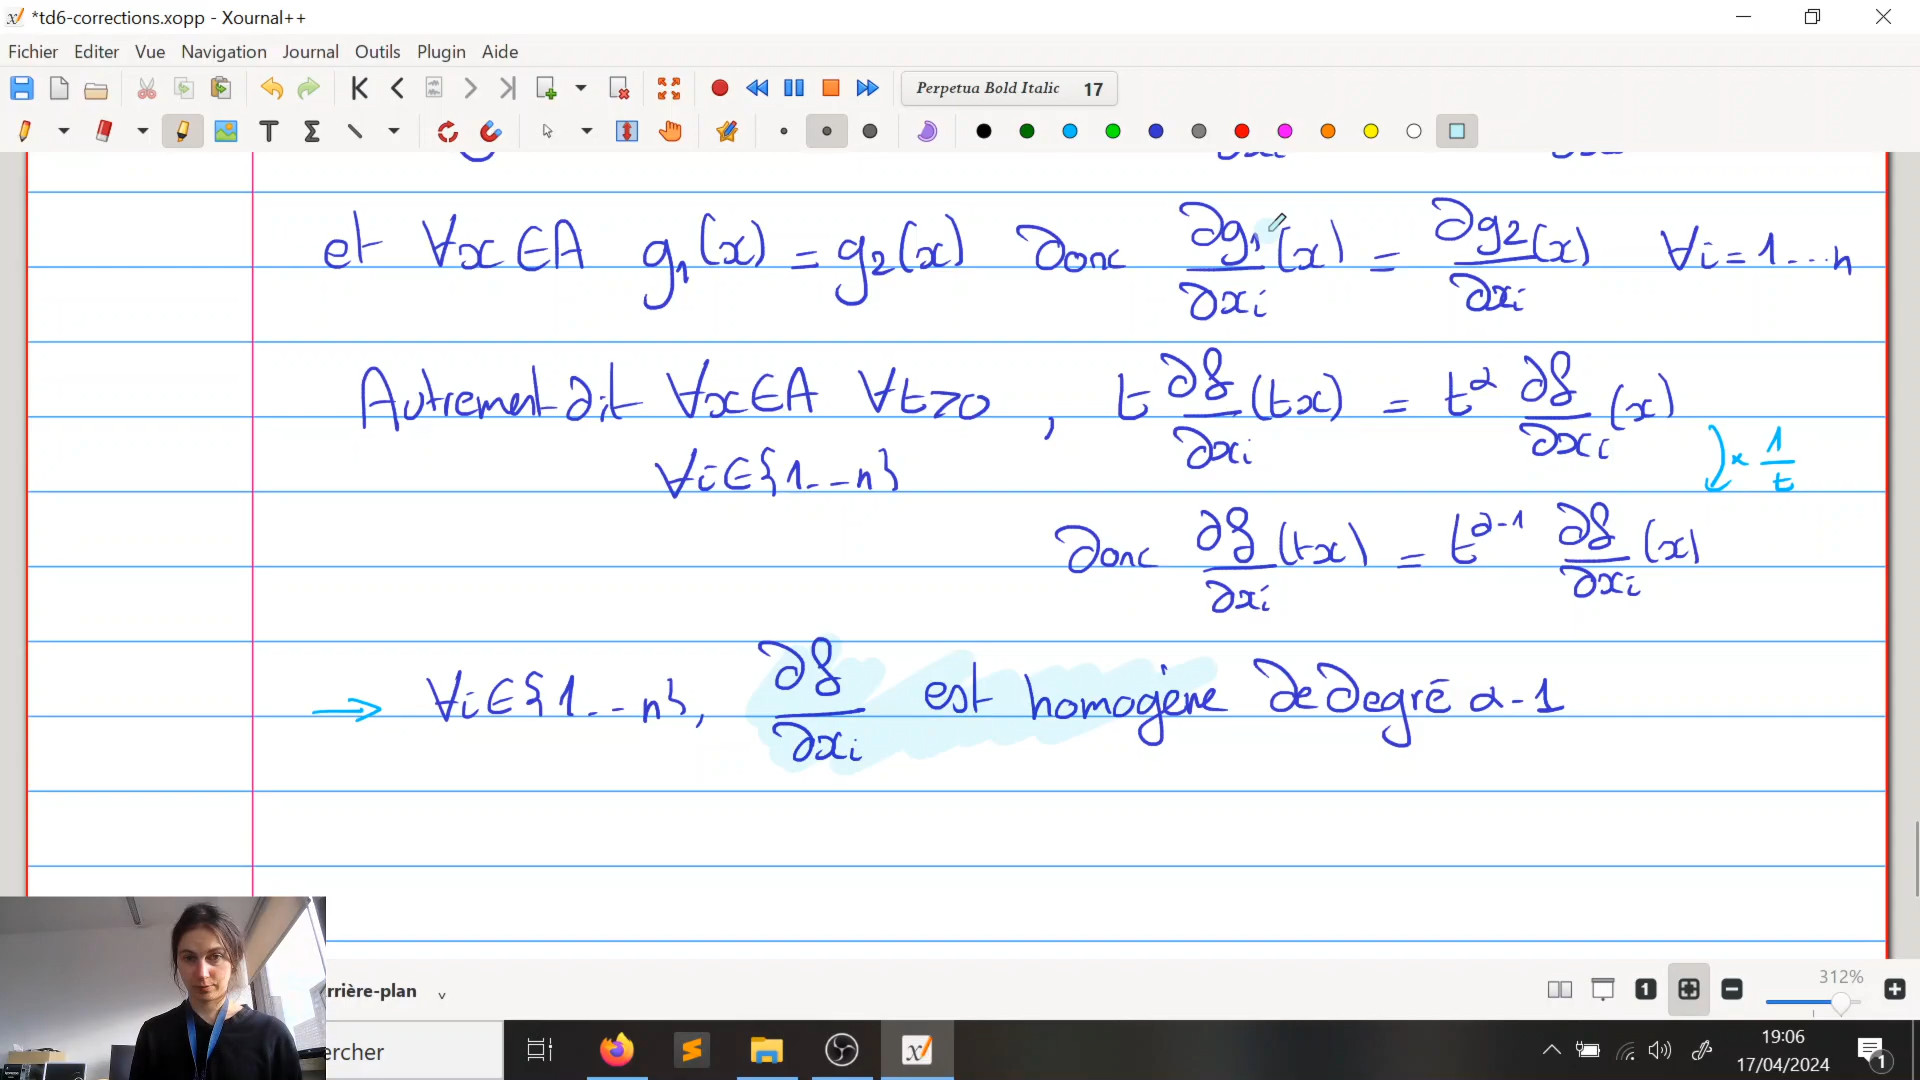 *td6-corrections.xopp - Xournal++
Fichier Editer Vue Navigation Journal Outils Plugin Aide
Perpetua Bold Italic 17
et ∀x∈A g₁(x) = g₂(x) donc ∂g₁/∂xi (x) = ∂g₂/∂xi (x) ∀i=1...n
Autrement dit ∀x∈A ∀t>0 , t ∂f/∂xi (tx) = t^α ∂f/∂xi (x)
∀i∈{1...n}
× 1/t
donc ∂f/∂xi (tx) = t^(α-1) ∂f/∂xi (x)
→ ∀i∈{1...n}, ∂f/∂xi est homogène de degré α-1
rrière-plan
312%
ercher
19:06
17/04/2024
1